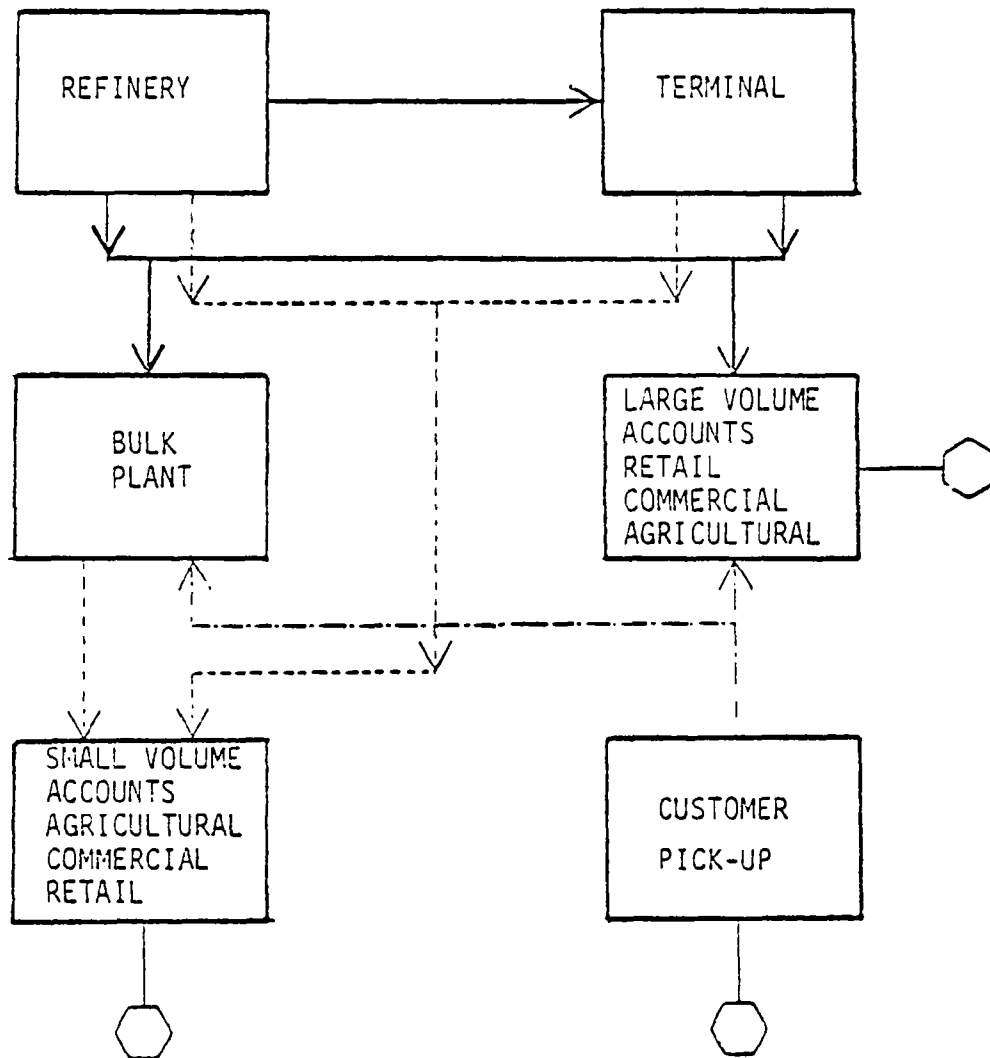 REFINERY
TERMINAL
BULK
PLANT
LARGE VOLUME
ACCOUNTS
RETAIL
COMMERCIAL
AGRICULTURAL
SMALL VOLUME
ACCOUNTS
AGRICULTURAL
COMMERCIAL
RETAIL
CUSTOMER
PICK-UP